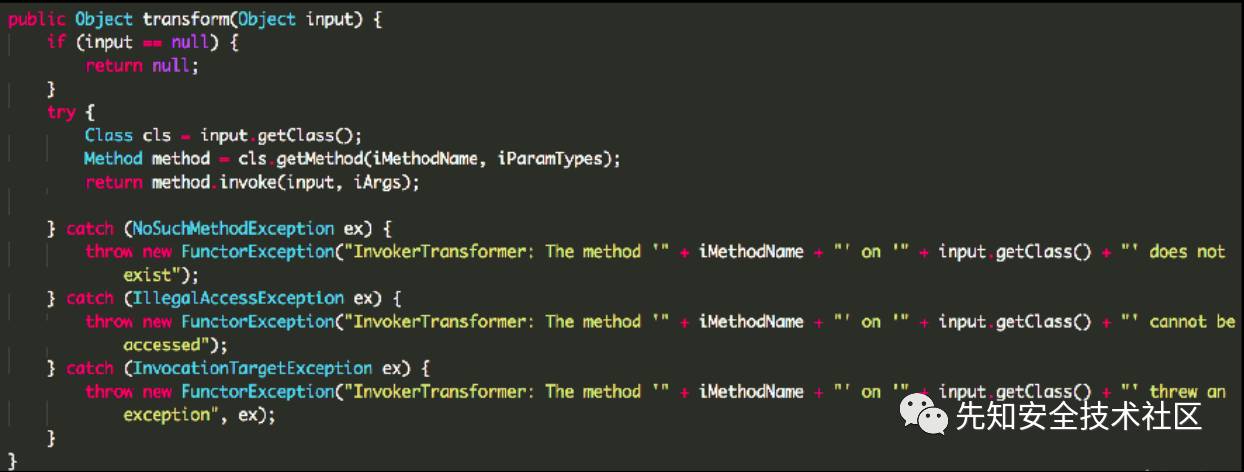 public Object transform(Object input) {
    if (input == null) {
        return null;
    }
    try {
        Class cls = input.getClass();
        Method method = cls.getMethod(iMethodName, iParamTypes);
        return method.invoke(input, iArgs);

    } catch (NoSuchMethodException ex) {
        throw new FunctorException("InvokerTransformer: The method '" + iMethodName + "' on '" + input.getClass() + "' does not
            exist");
    } catch (IllegalAccessException ex) {
        throw new FunctorException("InvokerTransformer: The method '" + iMethodName + "' on '" + input.getClass() + "' cannot be
            accessed");
    } catch (InvocationTargetException ex) {
        throw new FunctorException("InvokerTransformer: The method '" + iMethodName + "' on '" + input.getClass() + "' threw an
            exception", ex);
    }
}
先知安全技术社区